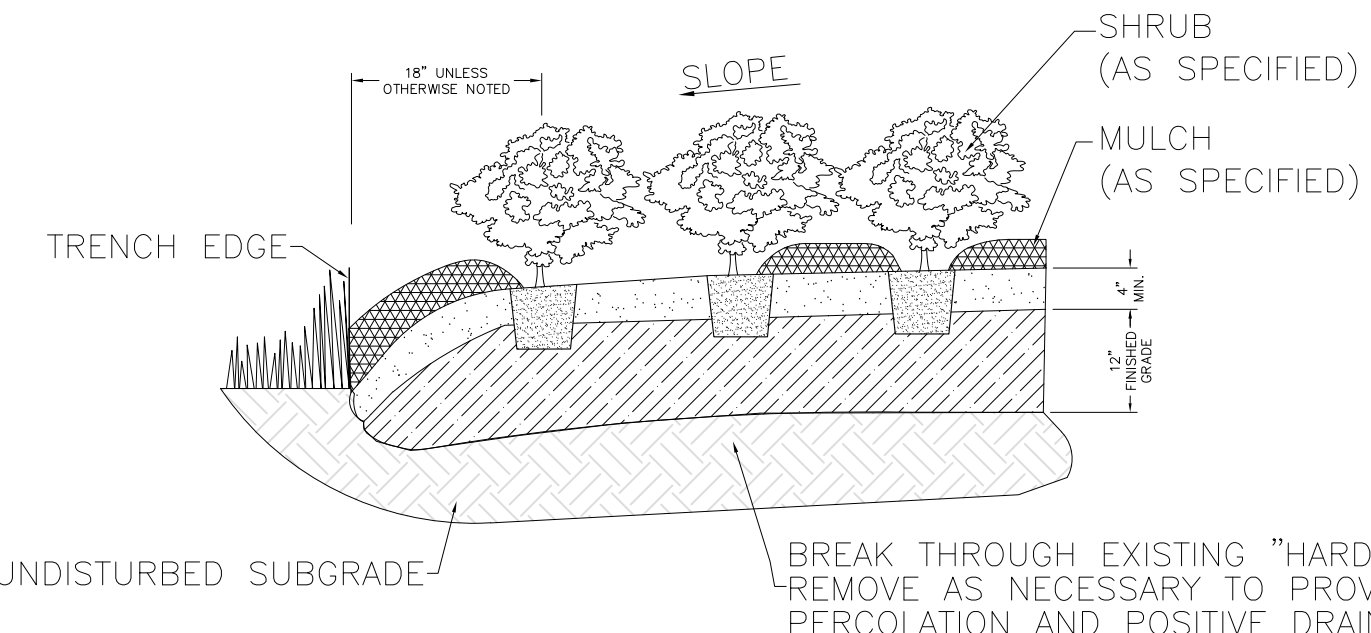 18” UNLESS
OTHERWISE NOTED
SLOPE
SHRUB
(AS SPECIFIED)
MULCH
(AS SPECIFIED)
TRENCH EDGE
4”
MIN.
12”
FINISHED
GRADE
UNDISTURBED SUBGRADE
BREAK THROUGH EXISTING ”HARD
REMOVE AS NECESSARY TO PROV
PERCOLATION AND POSITIVE DRAIN